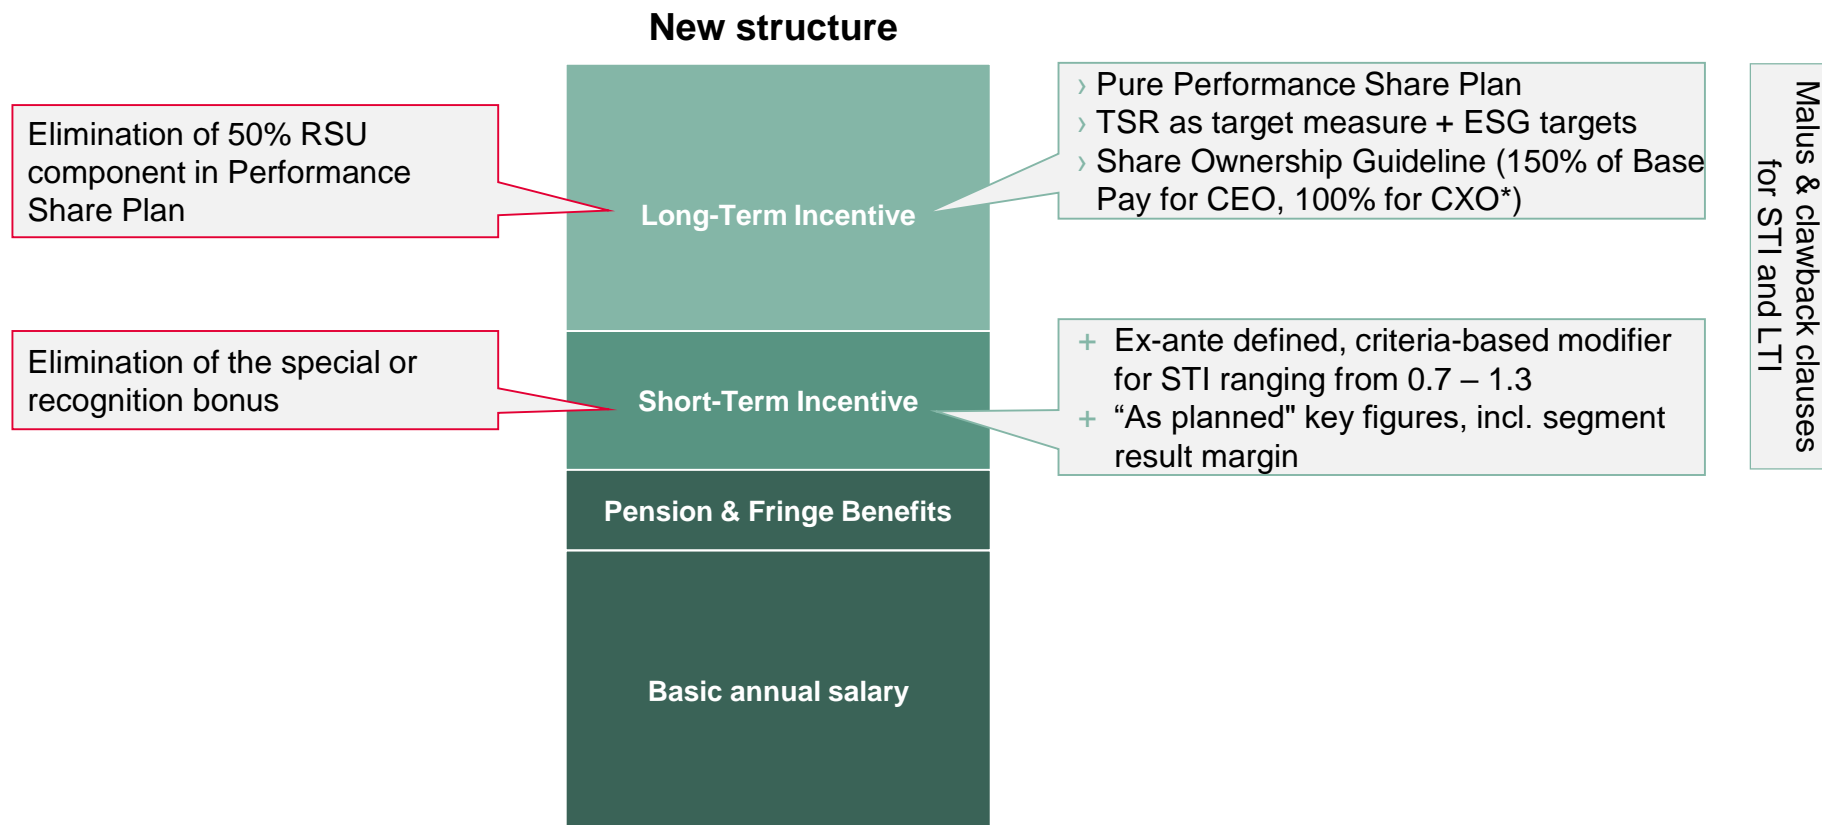 New structure
Elimination of 50% RSU
component in Performance
Share Plan
Long-Term Incentive
› Pure Performance Share Plan
› TSR as target measure + ESG targets
› Share Ownership Guideline (150% of Base
Pay for CEO, 100% for CXO*)
Malus & clawback clauses
for STI and LTI
Elimination of the special or
recognition bonus
Short-Term Incentive
+ Ex-ante defined, criteria-based modifier
for STI ranging from 0.7 – 1.3
+ “As planned" key figures, incl. segment
result margin
Pension & Fringe Benefits
Basic annual salary